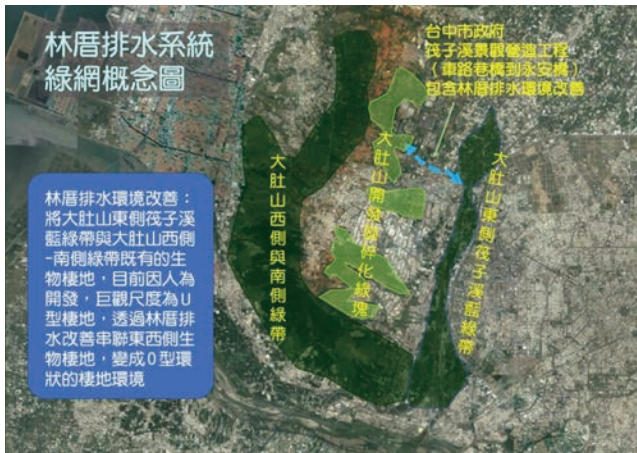 林厝排水系統
綠網概念圖
台中市政府
筏子溪景觀營造工程
（車路巷橋到永安橋）
包含林厝排水環境改善
林厝排水環境改善：
將大肚山東側筏子溪
藍綠帶與大肚山西側
-南側綠帶既有的生
物棲地，目前因人為
開發，巨觀尺度為U
型棲地，透過林厝排
水改善串聯東西側生
物棲地，變成O型環
狀的棲地環境
大肚山西側與南側綠帶
大肚山開發與碎化綠塊
大肚山東側筏子溪藍綠帶